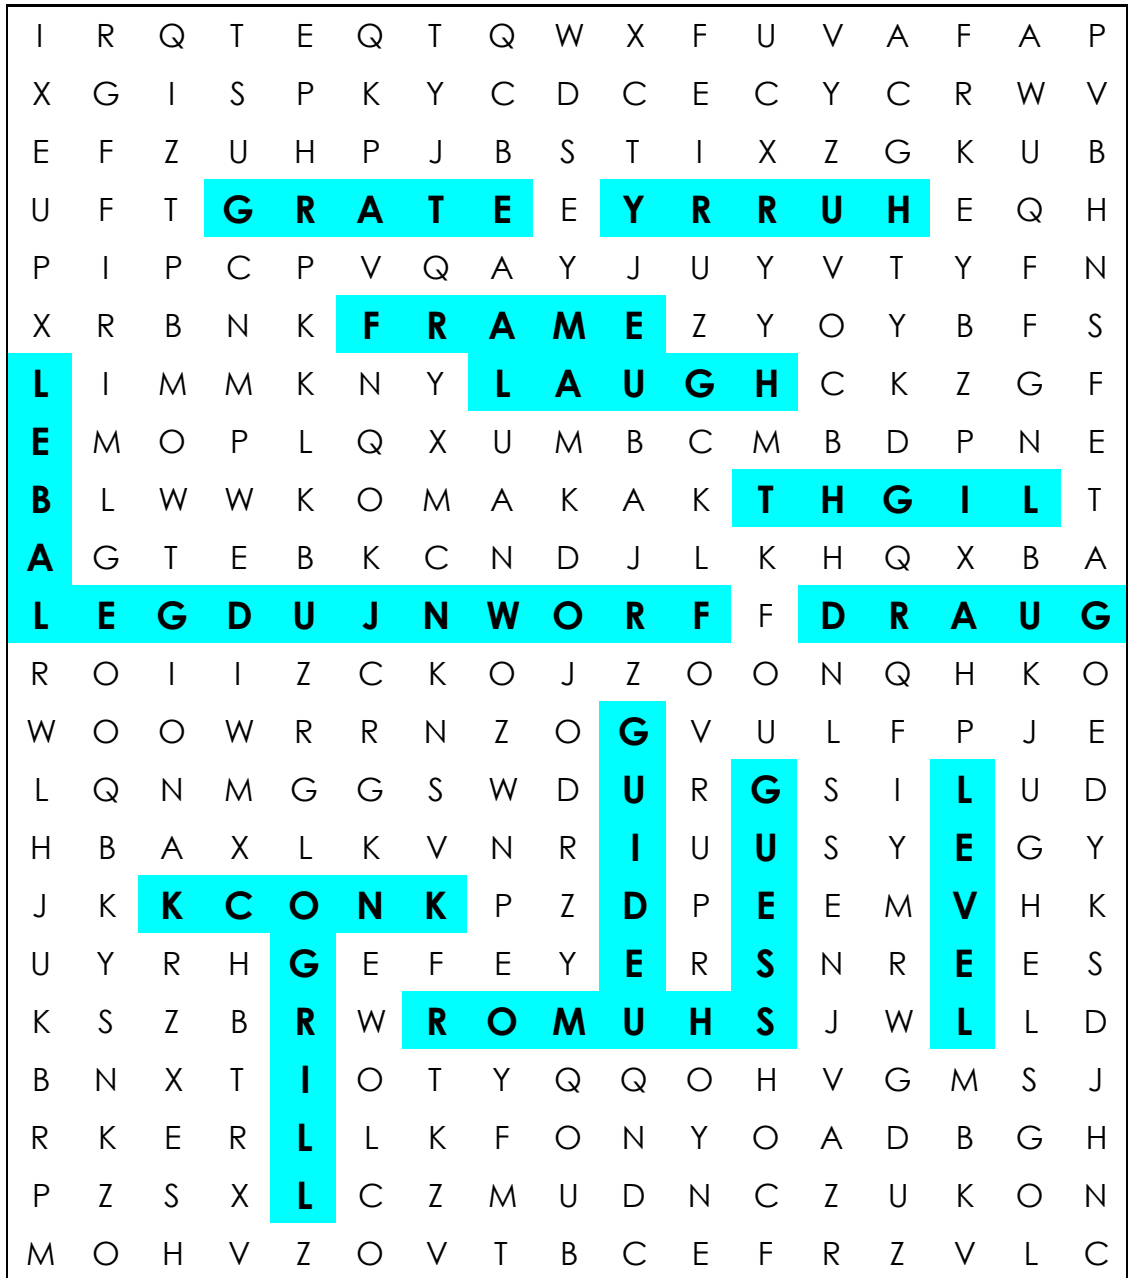 I R Q T E Q T Q W X F U V A F A P
X G I S P K Y C D C E C Y C R W V
E F Z U H P J B S T I X Z G K U B
U F T G R A T E E Y R R U H E Q H
P I P C P V Q A Y J U Y V T Y F N
X R B N K F R A M E Z Y O Y B F S
L I M M K N Y L A U G H C K Z G F
E M O P L Q X U M B C M B D P N E
B L W W K O M A K A K T H G I L T
A G T E B K C N D J L K H Q X B A
L E G D U J N W O R F F D R A U G
R O I I Z C K O J Z O O N Q H K O
W O O W R R N Z O G V U L F P J E
L Q N M G G S W D U R G S I L U D
H B A X L K V N R I U U S Y E G Y
J K K C O N K P Z D P E E M V H K
U Y R H G E F E Y E R S N R E E S
K S Z B R W R O M U H S J W L L D
B N X T I O T Y Q Q O H V G M S J
R K E R L L K F O N Y O A D B G H
P Z S X L C Z M U D N C Z U K O N
M O H V Z O V T B C E F R Z V L C